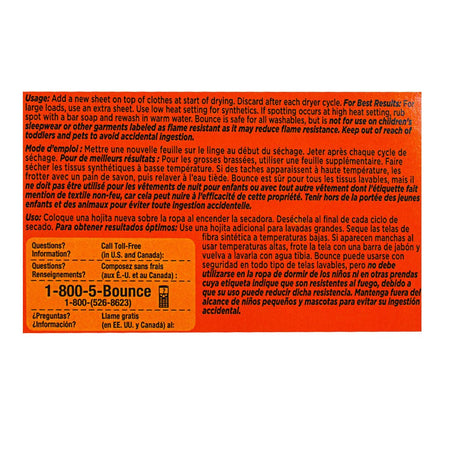 Usage: Add a new sheet on top of clothes at start of drying. Discard after each dryer cycle. For Best Results: For
large loads, use an extra sheet. Use low heat setting for synthetics. If spotting occurs at high heat setting, rub
spot with a bar soap and rewash in warm water. Bounce is safe for all washables, but is not for use on children's
sleepwear or other garments labeled as flame resistant as it may reduce flame resistance. Keep out of reach of
toddlers and pets to avoid accidental ingestion.
Mode d'emploi : Mettre une nouvelle feuille sur le linge au début du séchage. Jeter après chaque cycle de
séchage. Pour de meilleurs résultats : Pour les grosses brassées, utiliser une feuille supplémentaire. Faire
sécher les tissus synthétiques à basse température. Si des taches apparaissent à haute température, les
frotter avec un pain de savon, puis relaver à l'eau tiède. Bounce est sûr pour tous les tissus lavables, mais il
ne doit pas être utilisé pour les vêtements de nuit pour enfants ou avec tout autre vêtement dont l'étiquette fait
mention de textile non-feu, car cela peut nuire à l'efficacité de cette propriété. Tenir hors de la portée des jeunes
enfants et des animaux pour éviter une ingestion accidentelle.
Uso: Coloque una hojita nueva sobre la ropa al encender la secadora. Deséchela al final de cada ciclo de
secado. Para obtener resultados óptimos: Use una hojita adicional para lavadas grandes. Seque las telas de
fibra sintética a temperaturas bajas. Si aparecen manchas al
usar temperaturas altas, frote la tela con una barra de jabón y
vuelva a lavarla con agua tibia. Bounce puede usarse con
seguridad en todo tipo de telas lavables, pero no debe
utilizarse en la ropa de dormir de los niños ni en otras prendas
cuya etiqueta indique que son resistentes al fuego, debido a
que su uso puede reducir dicha resistencia. Mantenga fuera del
alcance de niños pequeños y mascotas para evitar su ingestión
accidental.
Questions? Call Toll-Free
Information? (in U.S. and Canada):
Questions? Composez sans frais
Renseignements? (aux É.-U. et au Canada) :
1-800-5-Bounce
1-800-(526-8623)
¿Preguntas? Llame gratis
¿Información? (en EE. UU. y Canadá) al: